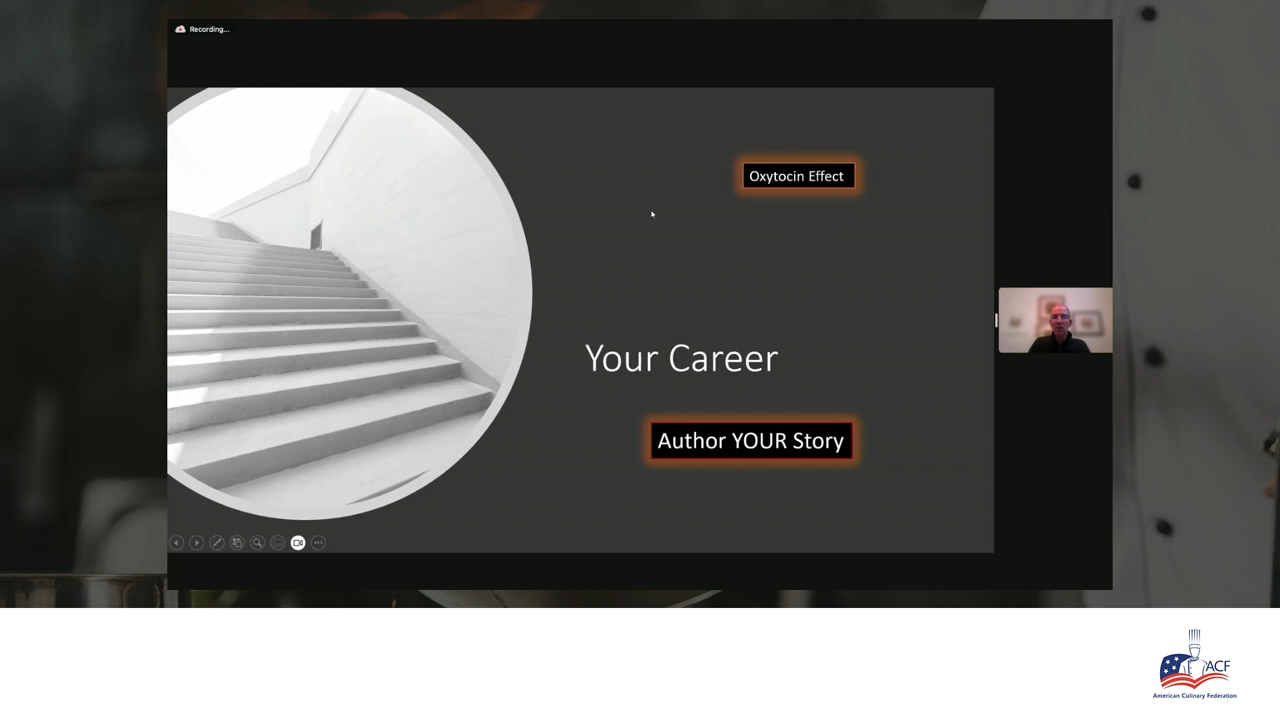 Recording...
Oxytocin Effect
Your Career
Author YOUR Story
ACF
American Culinary Federation